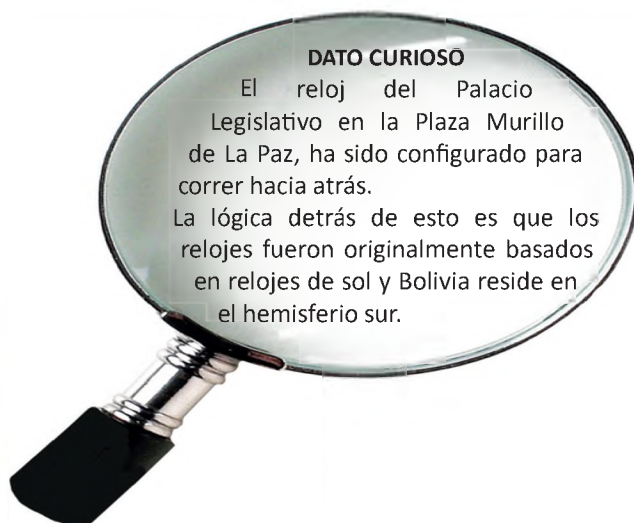 DATO CURIOSO
El reloj del Palacio
Legislativo en la Plaza Murillo
de La Paz, ha sido configurado para
correr hacia atrás.
La lógica detrás de esto es que los
relojes fueron originalmente basados
en relojes de sol y Bolivia reside en
el hemisferio sur.